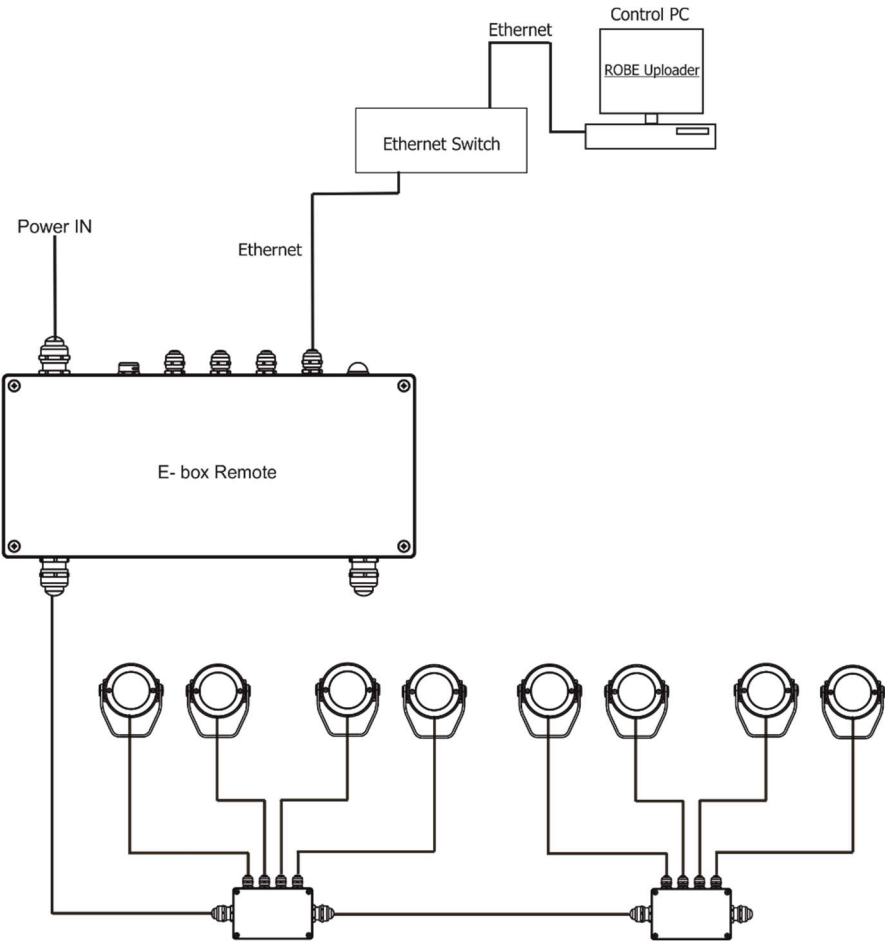 Control PC
Ethernet
ROBE Uploader
Ethernet Switch
Power IN
Ethernet
E- box Remote